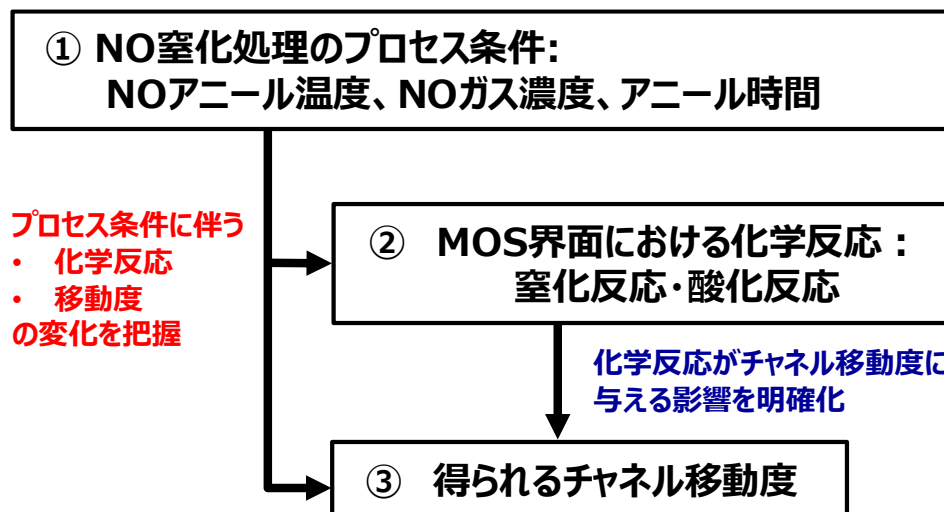 ① NO窒化処理のプロセス条件:
NOアニール温度、NOガス濃度、アニール時間
プロセス条件に伴う
・ 化学反応
・ 移動度
の変化を把握
② MOS界面における化学反応：
窒化反応・酸化反応
化学反応がチャネル移動度に
与える影響を明確化
③ 得られるチャネル移動度